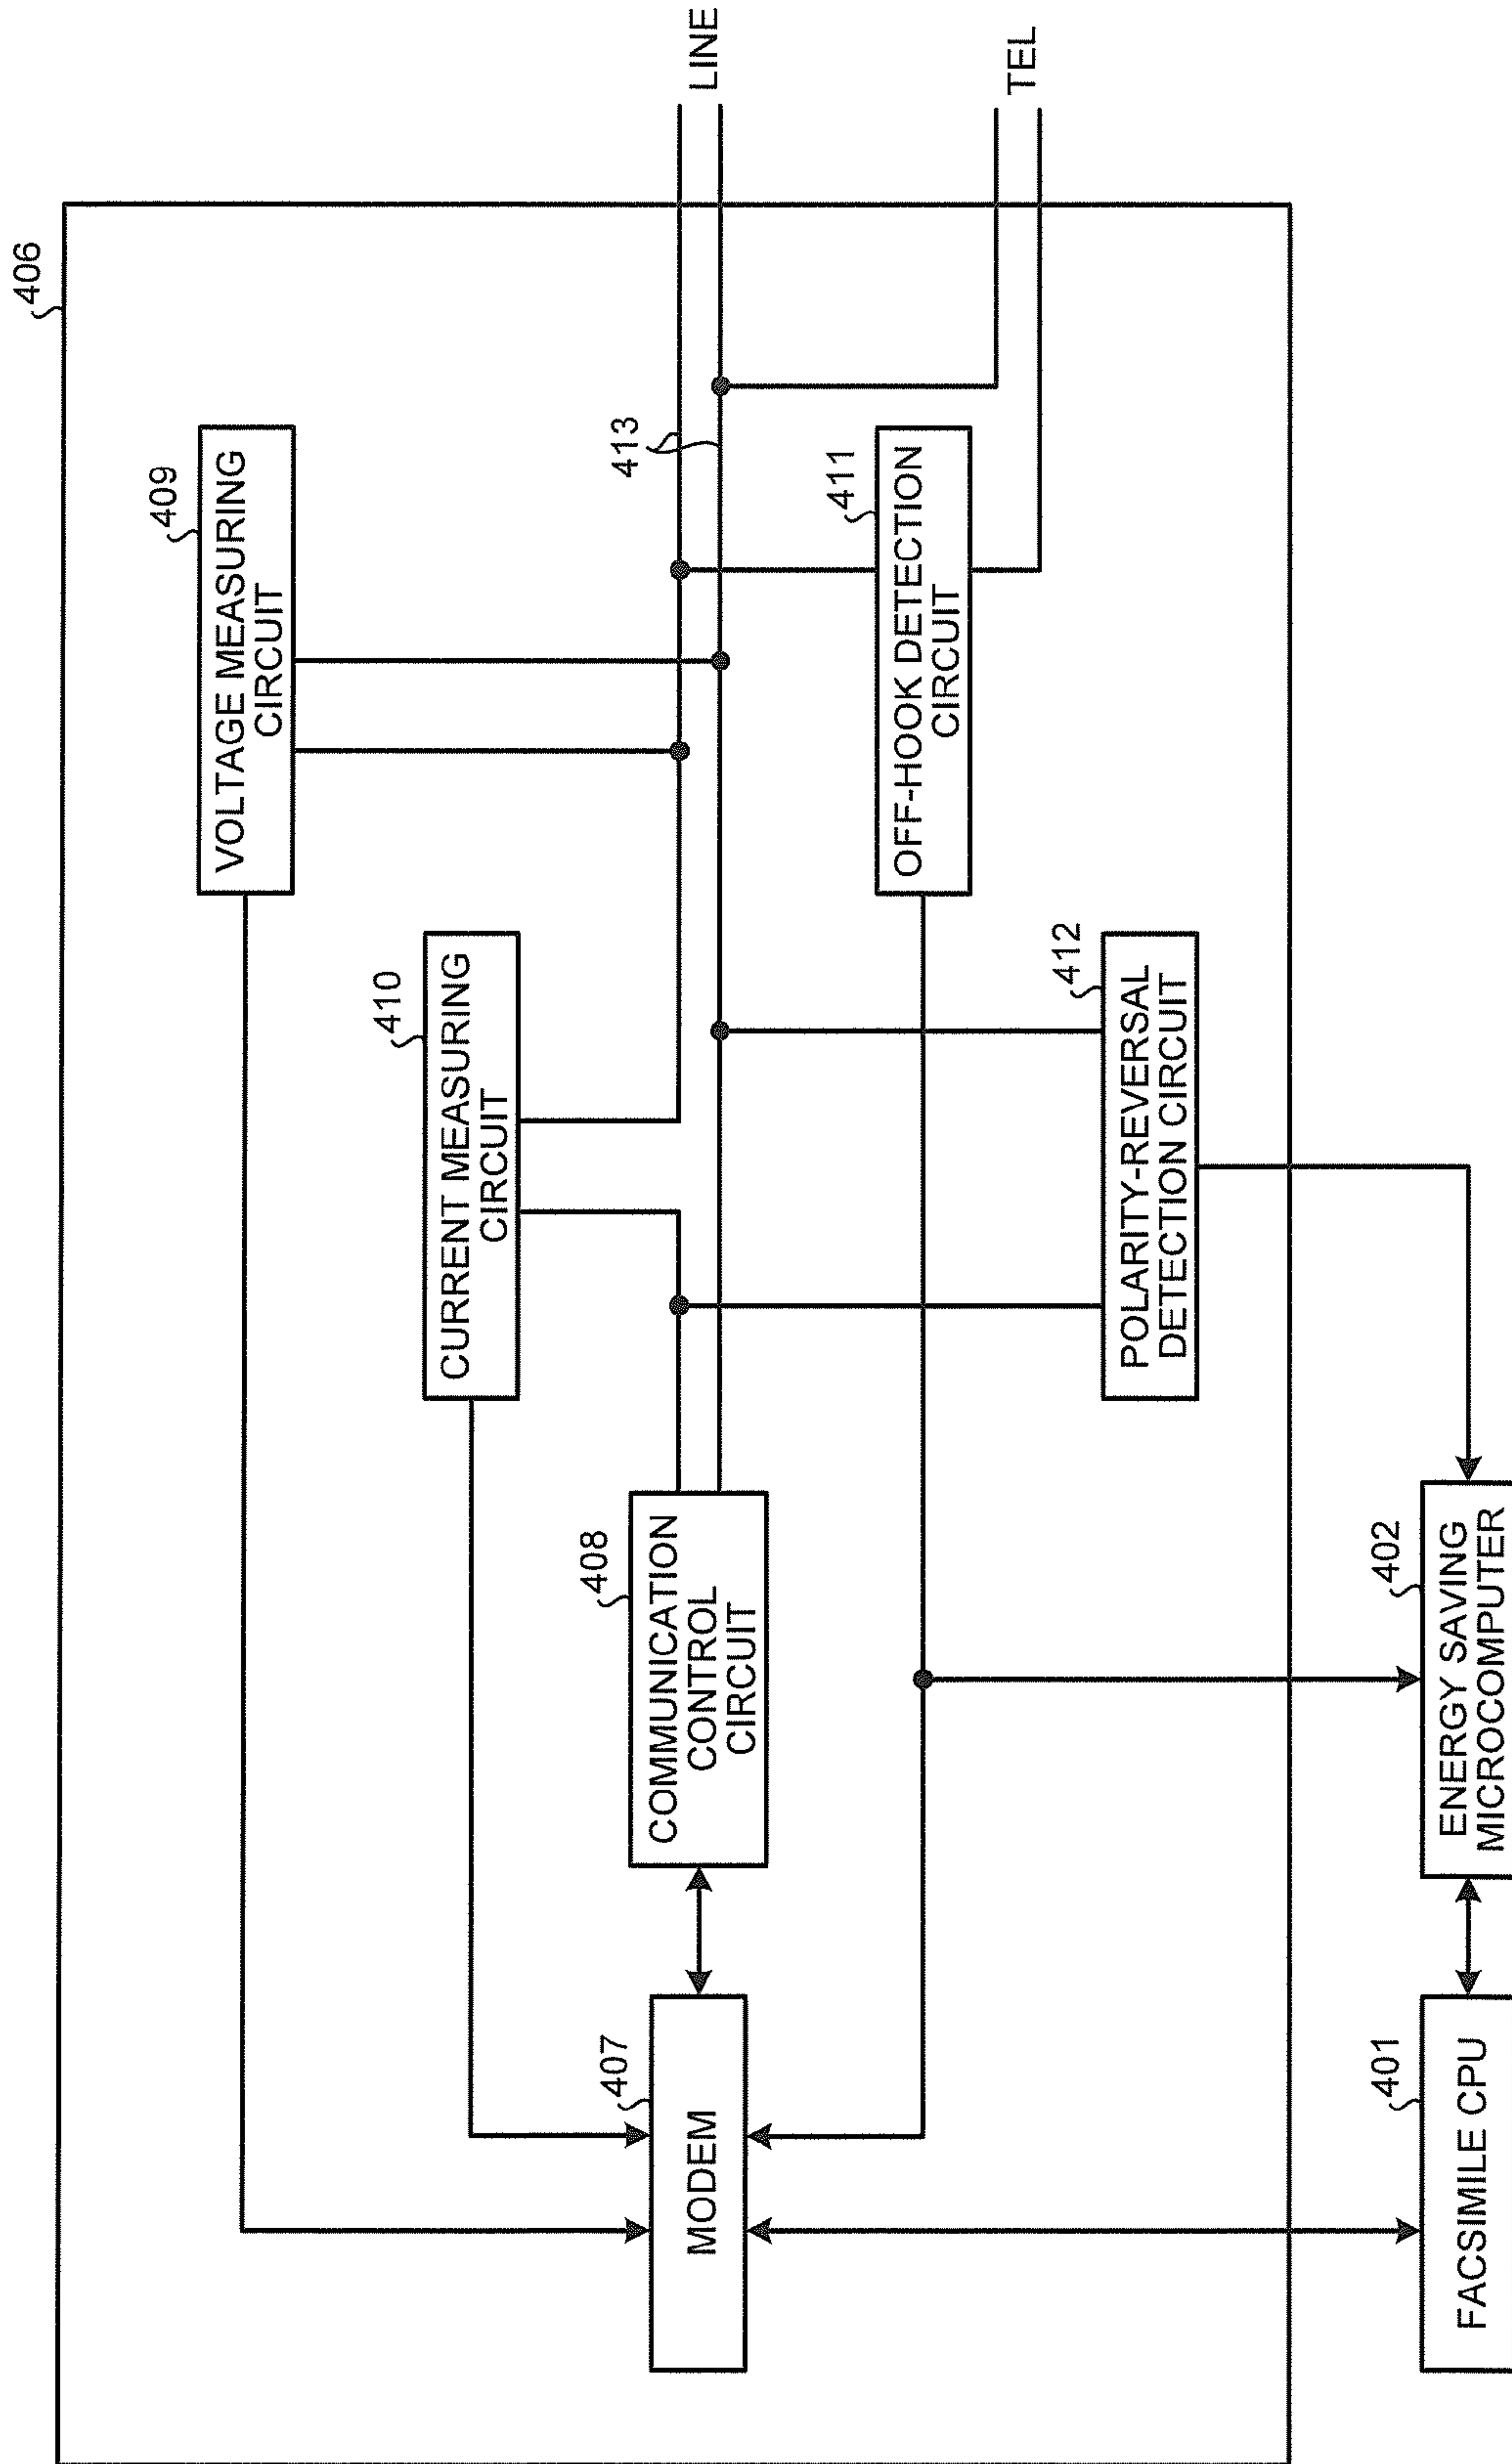 406
409
VOLTAGE MEASURING
CIRCUIT
410
CURRENT MEASURING
CIRCUIT
413
LINE
408
COMMUNICATION
CONTROL
CIRCUIT
407
MODEM
411
OFF-HOOK DETECTION
CIRCUIT
TEL
412
POLARITY-REVERSAL
DETECTION CIRCUIT
401
FACSIMILE CPU
402
ENERGY SAVING
MICROCOMPUTER